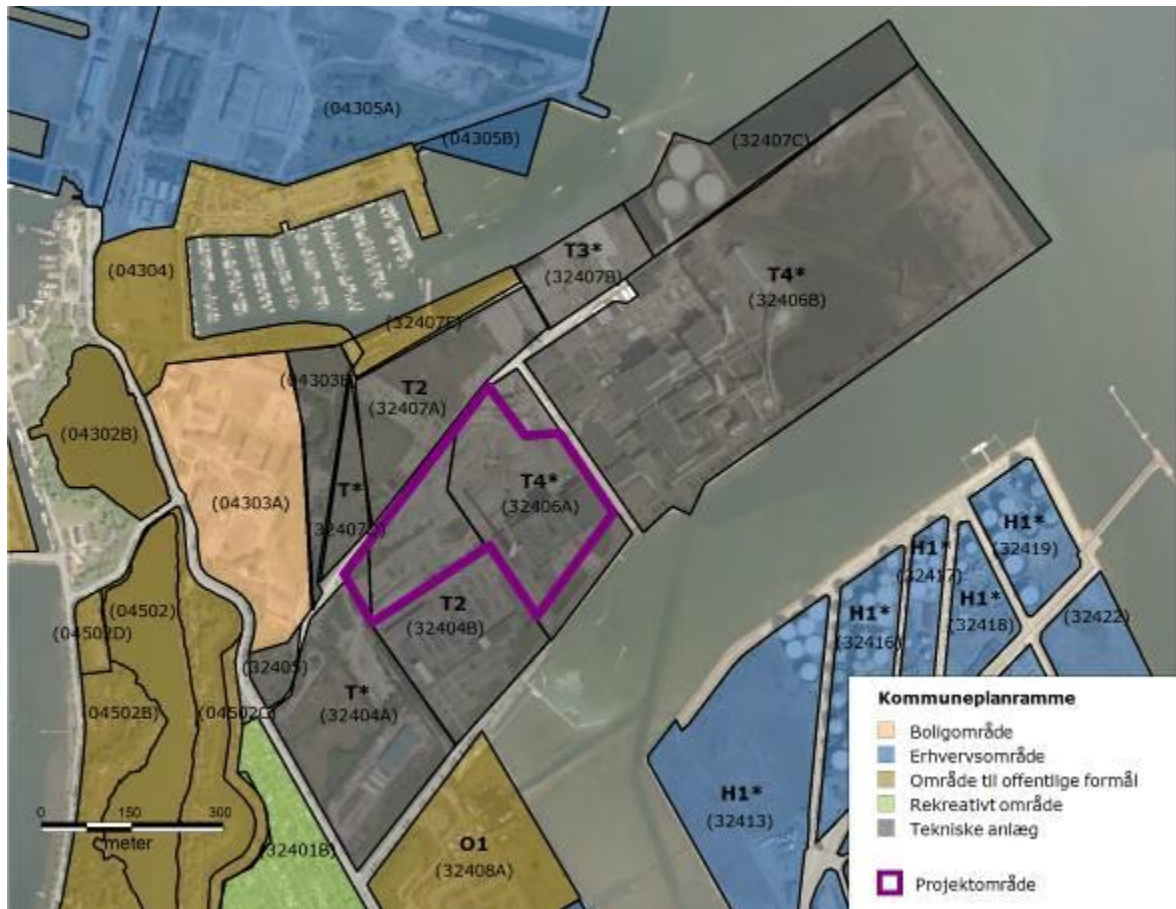 (04305A)
(04305B)
(32407C)
(04304)
T3*
(32407B)
T4*
(32406B)
(32407E)
(04303B)
T2
(32407A)
(04302B)
T4*
(32406A)
(04303A)
T*
H1*
(32419)
H1*
(32417)
H1*
(32416)
H1*
(32418)
(32422)
(04502)
T2
(32404B)
(04502D)
(32405)
(04502B)
(04502C)
T*
(32404A)
Kommuneplanramme
Boligområde
Erhvervsområde
Område til offentlige formål
Rekreativt område
Tekniske anlæg
Projektområde
H1*
(32413)
0 150 300
meter
(32401B)
O1
(32408A)